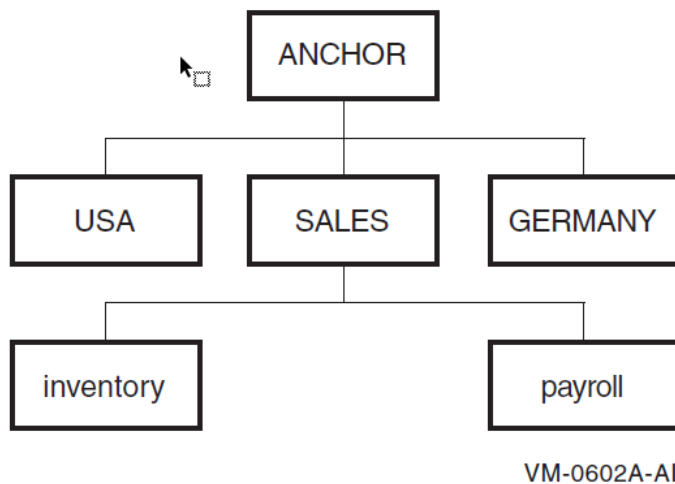 ANCHOR
USA
SALES
GERMANY
inventory
payroll
VM-0602A-AI